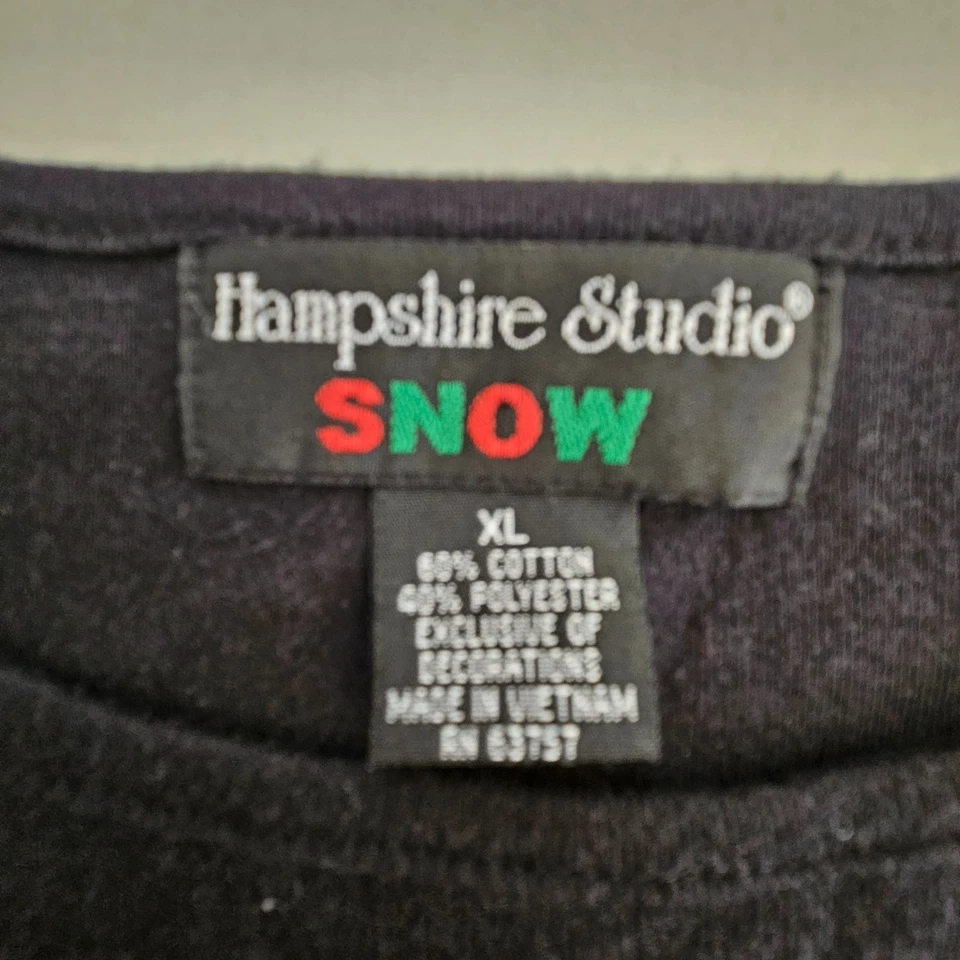 Hampshire Studio®
SNOW
XL
60% COTTON
40% POLYESTER
EXCLUSIVE OF
DECORATIONS
MADE IN VIETNAM
RN 63757